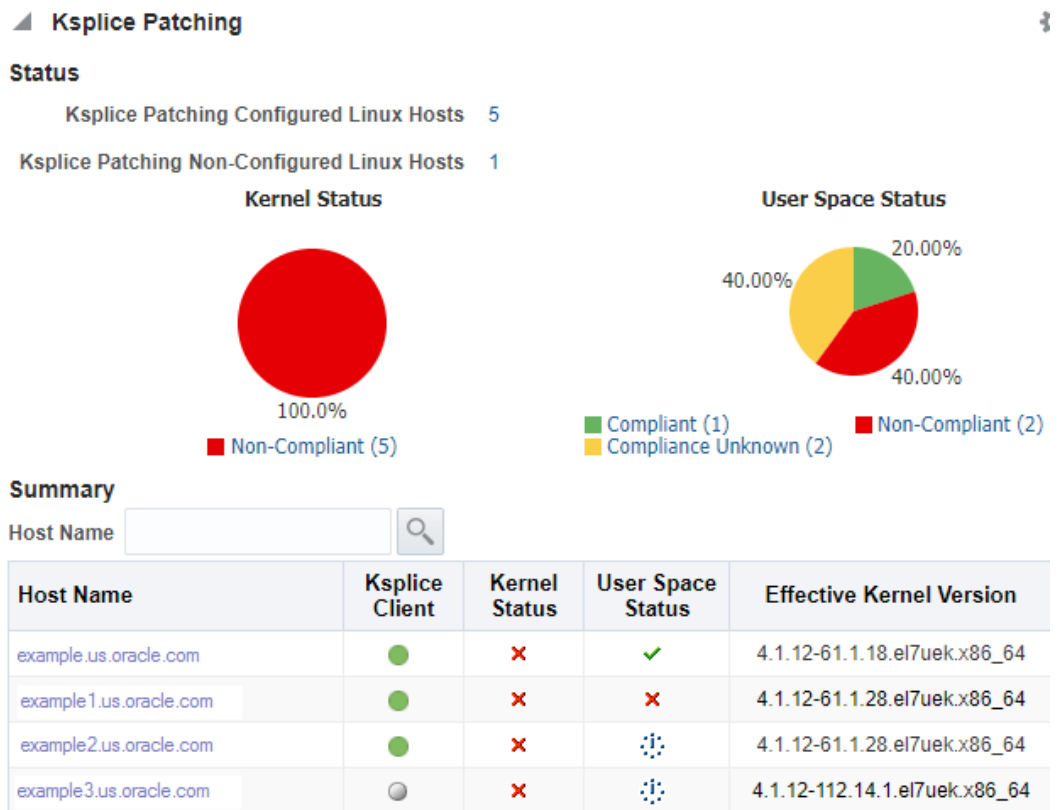 Ksplice Patching
Status
Ksplice Patching Configured Linux Hosts 5
Ksplice Patching Non-Configured Linux Hosts 1
Kernel Status
User Space Status
100.0%
Non-Compliant (5)
20.00%
40.00%
40.00%
Compliant (1)
Non-Compliant (2)
Compliance Unknown (2)
Summary
Host Name
Host Name Ksplice Client Kernel Status User Space Status Effective Kernel Version
example.us.oracle.com 4.1.12-61.1.18.el7uek.x86_64
example1.us.oracle.com 4.1.12-61.1.28.el7uek.x86_64
example2.us.oracle.com 4.1.12-61.1.28.el7uek.x86_64
example3.us.oracle.com 4.1.12-112.14.1.el7uek.x86_64